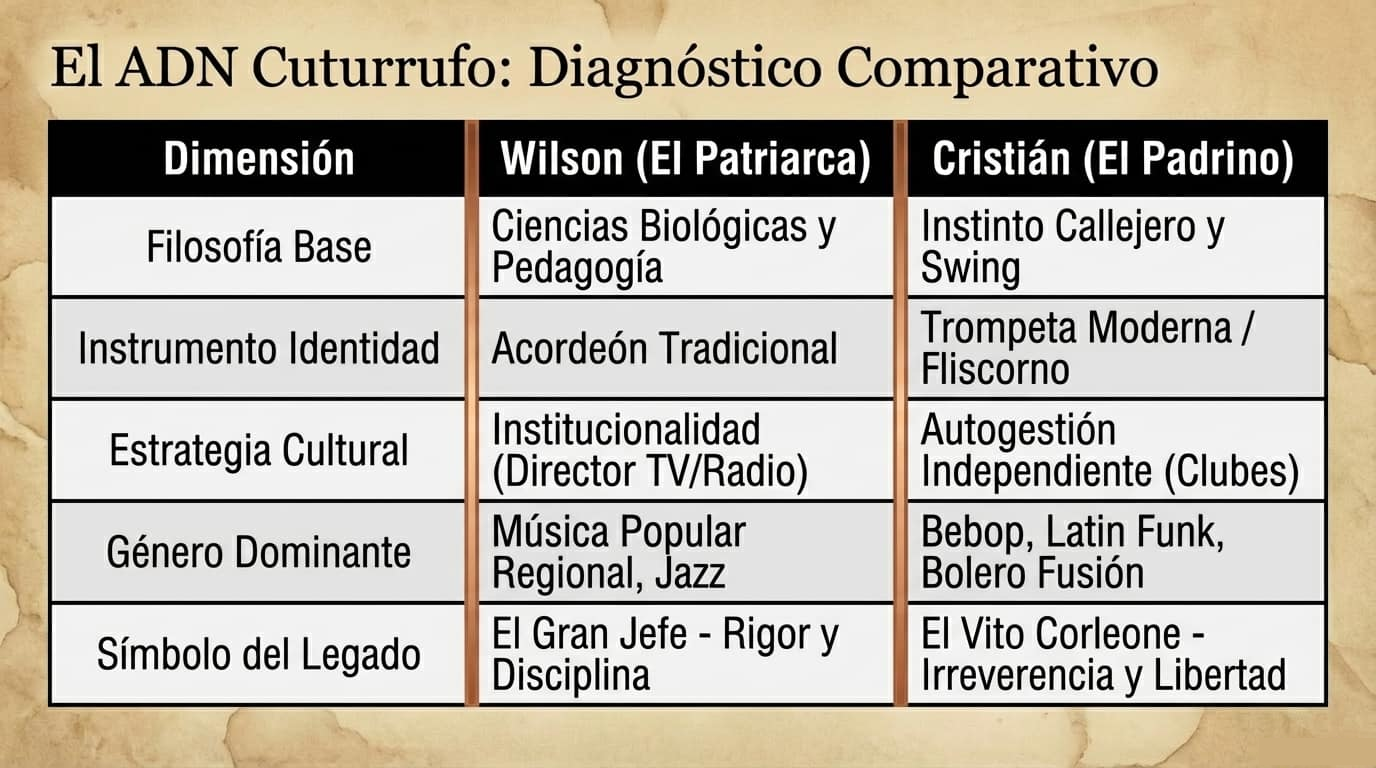 El ADN Cuturrufo: Diagnóstico Comparativo
Dimensión
Wilson (El Patriarca)
Cristián (El Padrino)
Filosofía Base
Ciencias Biológicas y
Pedagogía
Instinto Callejero y
Swing
Instrumento Identidad
Acordeón Tradicional
Trompeta Moderna /
Fliscorno
Estrategia Cultural
Institucionalidad
(Director TV/Radio)
Autogestión
Independiente (Clubes)
Género Dominante
Música Popular
Regional, Jazz
Bebop, Latin Funk,
Bolero Fusión
Símbolo del Legado
El Gran Jefe - Rigor y
Disciplina
El Vito Corleone -
Irreverencia y Libertad